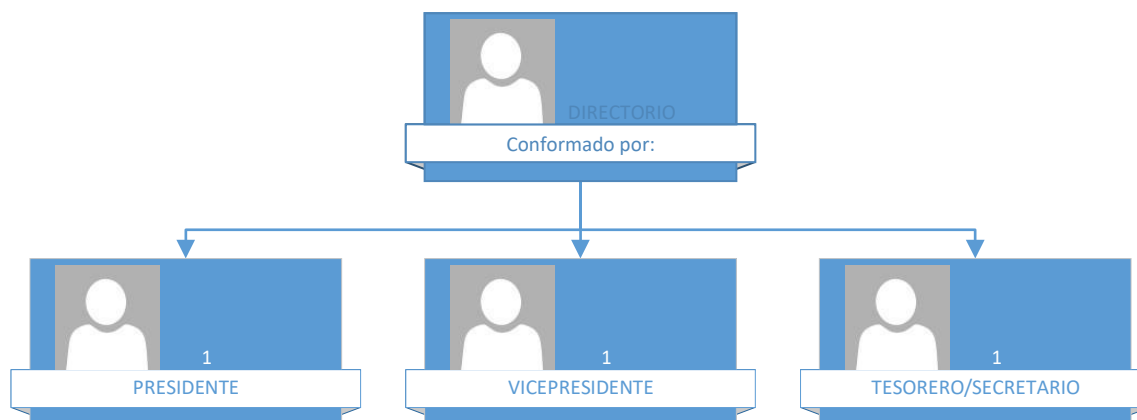 DIRECTORIO
Conformado por:
1
PRESIDENTE
1
VICEPRESIDENTE
1
TESORERO/SECRETARIO